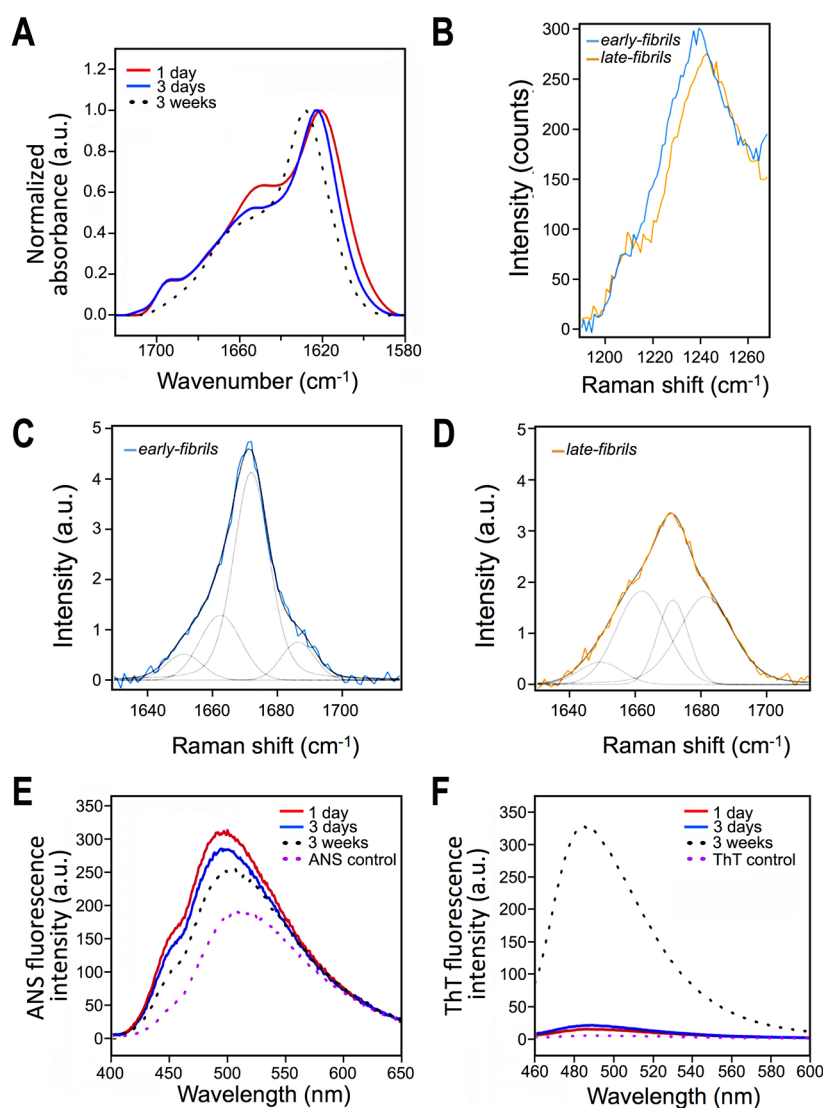 A
1 day
3 days
3 weeks
Normalized
absorbance (a.u.)
1.2
1.0
0.8
0.6
0.4
0.2
0.0
1700 1660 1620 1580
Wavenumber (cm-1)
B
early-fibrils
late-fibrils
Intensity (counts)
300
250
200
150
100
50
0
1200 1220 1240 1260
Raman shift (cm-1)
C
early-fibrils
Intensity (a.u.)
5
4
3
2
1
0
1640 1660 1680 1700
Raman shift (cm-1)
D
late-fibrils
Intensity (a.u.)
5
4
3
2
1
0
1640 1660 1680 1700
Raman shift (cm-1)
E
1 day
3 days
3 weeks
ANS control
ANS fluorescence
intensity (a.u.)
350
300
250
200
150
100
50
0
400 450 500 550 600 650
Wavelength (nm)
F
1 day
3 days
3 weeks
ThT control
ThT fluorescence
intensity (a.u.)
350
300
250
200
150
100
50
0
460 480 500 520 540 560 580 600
Wavelength (nm)